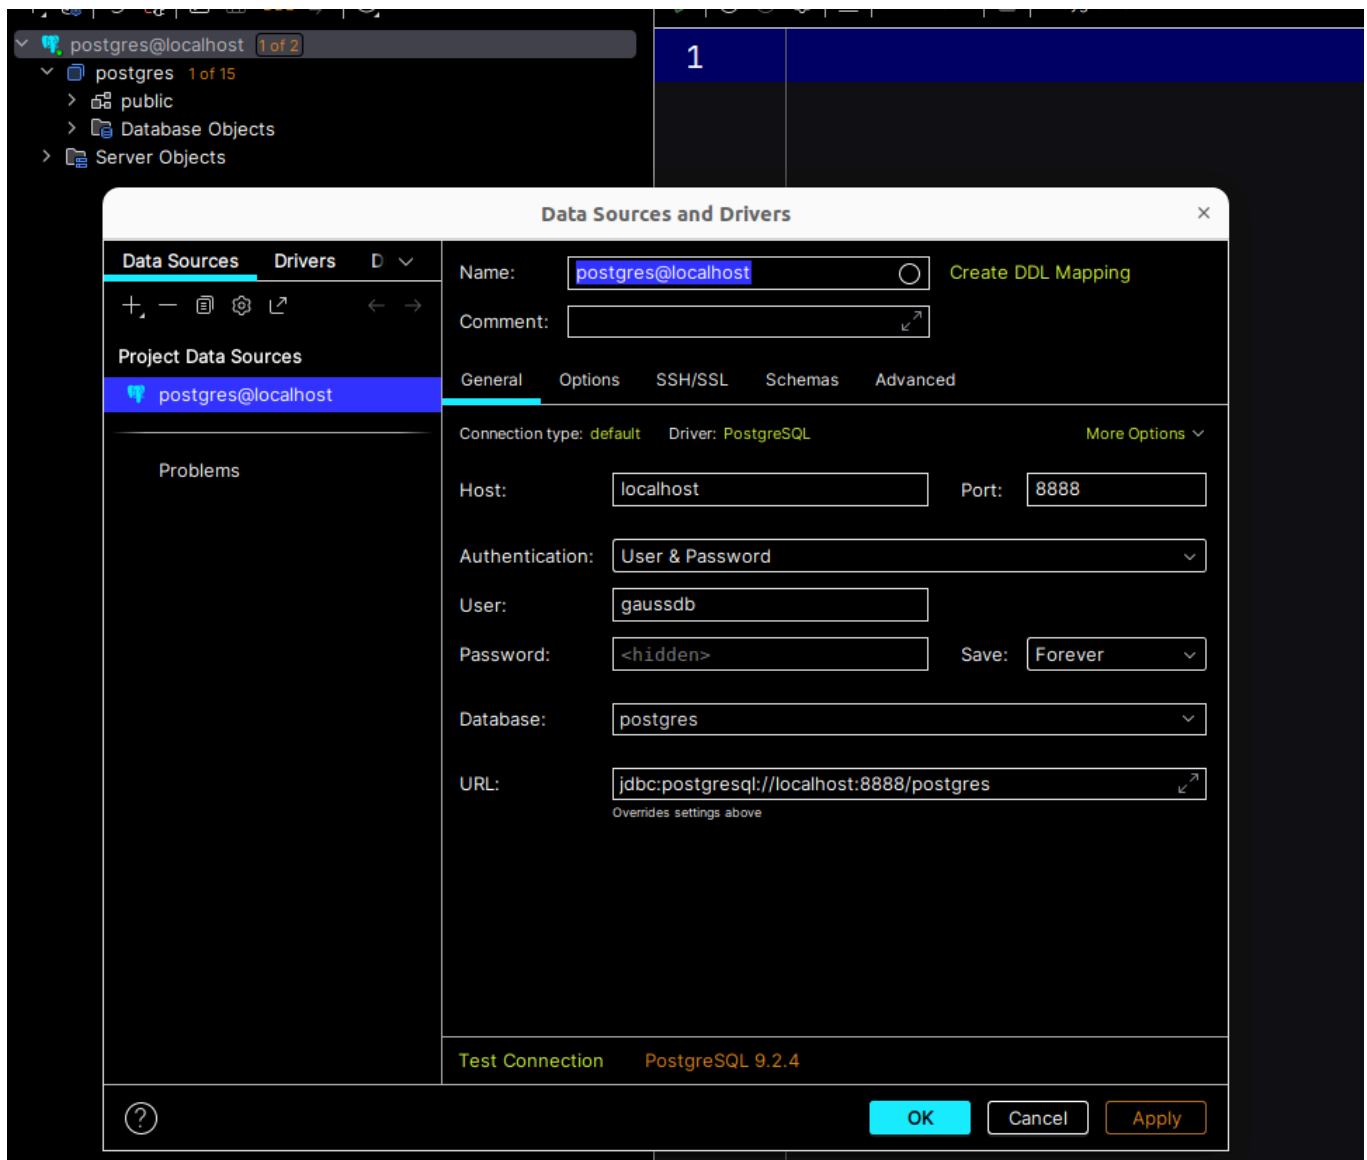 postgres@localhost 1 of 2
1
postgres 1 of 15
public
Database Objects
Server Objects
Data Sources and Drivers
Data Sources Drivers D
Name: postgres@localhost Create DDL Mapping
Comment:
Project Data Sources
postgres@localhost
Problems
General Options SSH/SSL Schemas Advanced
Connection type: default Driver: PostgreSQL More Options
Host: localhost Port: 8888
Authentication: User & Password
User: gaussdb
Password: <hidden> Save: Forever
Database: postgres
URL: jdbc:postgresql://localhost:8888/postgres
Overrides settings above
Test Connection PostgreSQL 9.2.4
? OK Cancel Apply